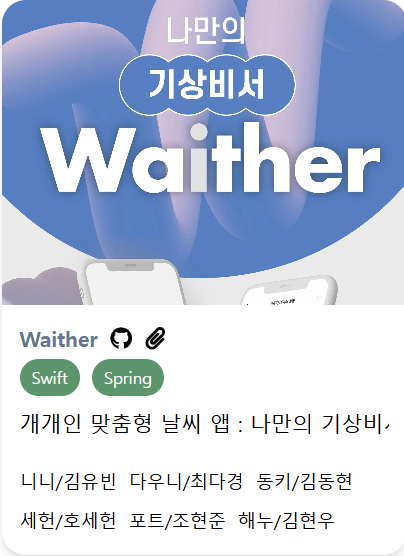 나만의
기상비서
Waither
Waither
Swift Spring
개개인 맞춤형 날씨 앱 : 나만의 기상비
니니/김유빈 다우니/최다경 동키/김동현
세헌/호세헌 포트/조현준 해누/김현우